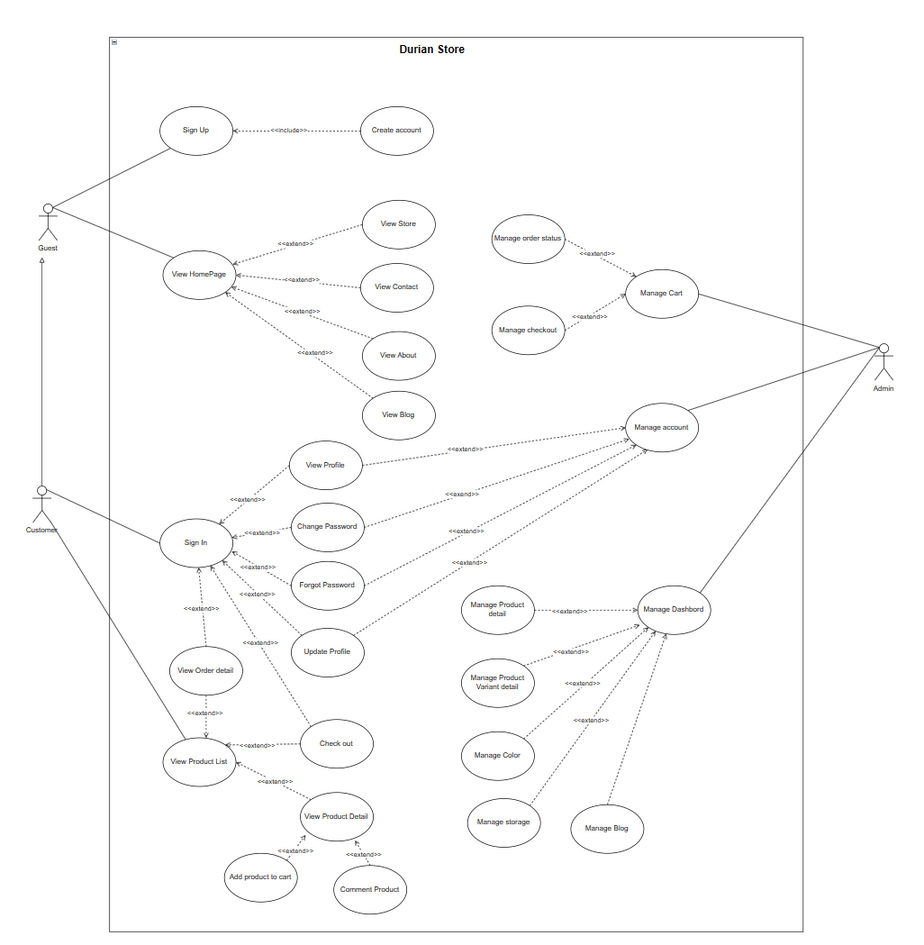 Durian Store
Sign Up
<<include>>
Create account
Guest
View Store
<<extend>>
Manage order status
<<extend>>
View HomePage
<<extend>>
View Contact
Manage Cart
<<extend>>
<<extend>>
Manage checkout
<<extend>>
View About
Admin
View Blog
Manage account
<<extend>>
View Profile
<<extend>>
<<exend>>
Customer
Change Password
<<extend>>
<<extend>>
Sign In
<<extend>>
Forgot Password
<<extend>>
<<extend>>
Manage Product
detail
<<extend>>
Manage Dashbord
<<extend>>
Update Profile
<<extend>>
View Order detail
Manage Product
Variant detail
<<extend>>
<<extend>>
<<extend>>
Check out
<<extend>>
Manage Color
View Product List
<<extend>>
View Product Detail
Manage storage
Manage Blog
<<extend>>
<<extend>>
Add product to cart
Comment Product